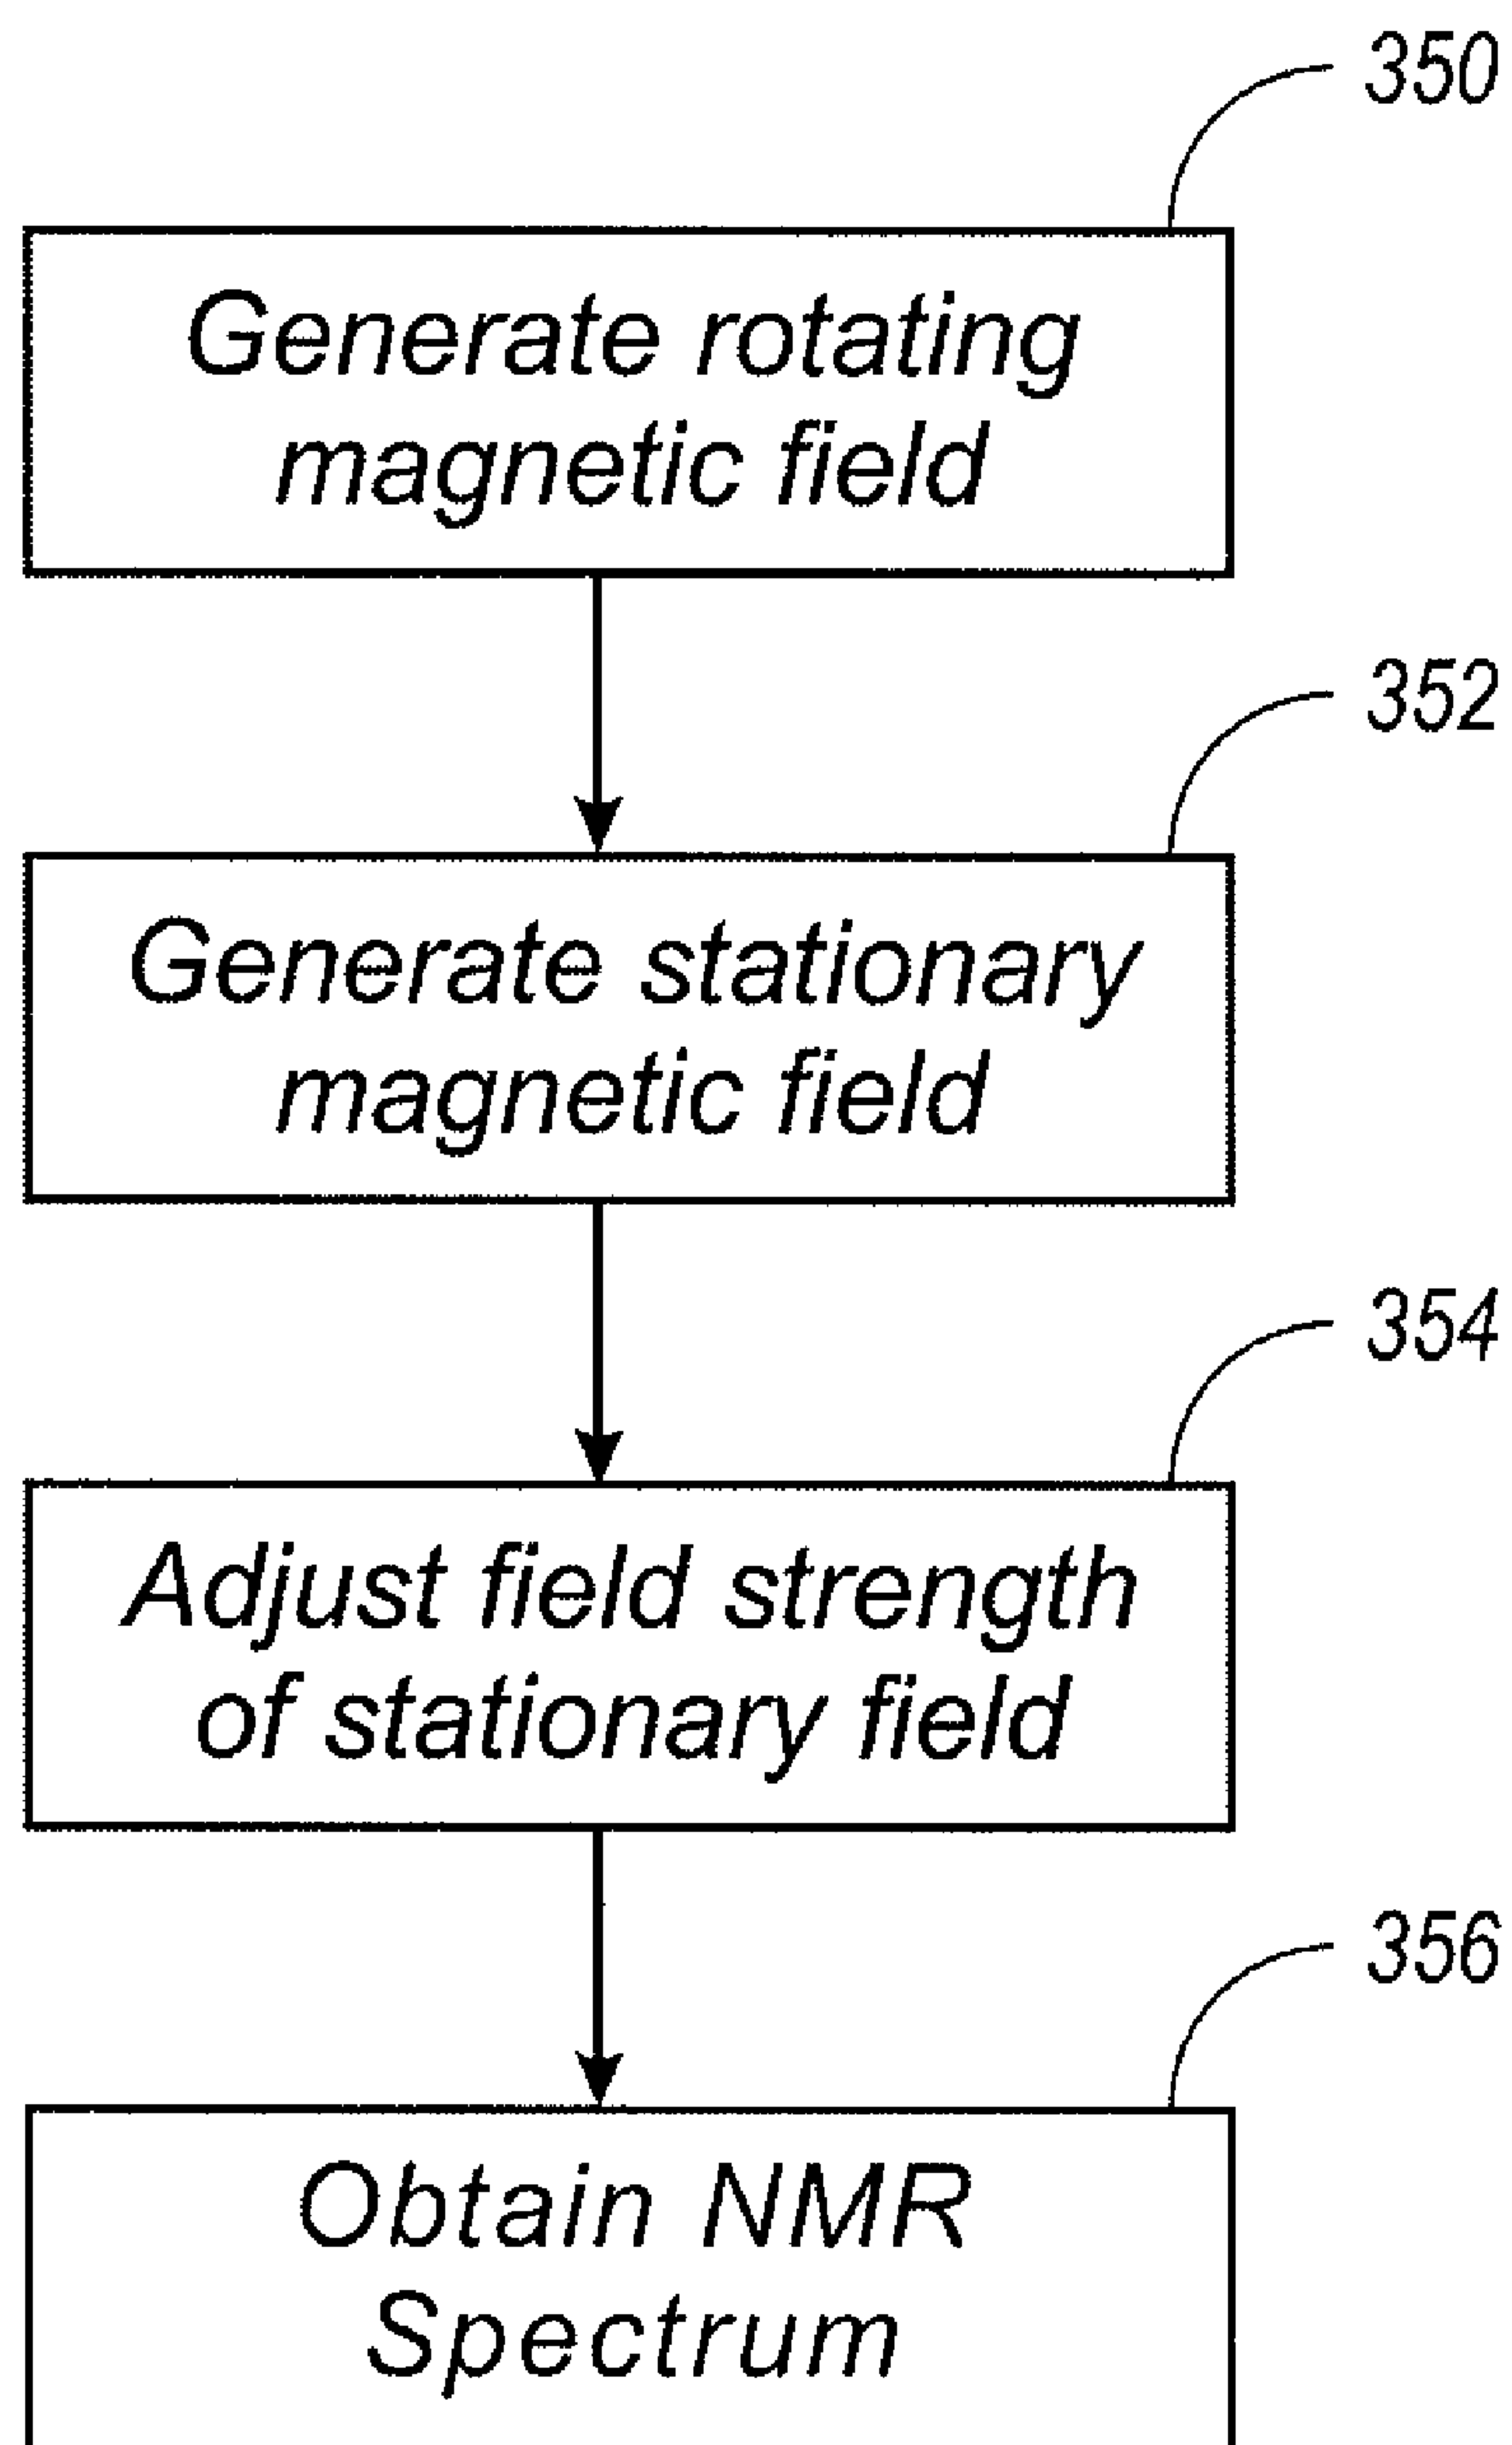 350
Generate rotating
magnetic field
352
Generate stationary
magnetic field
354
Adjust field strength
of stationary field
356
Obtain NMR
Spectrum